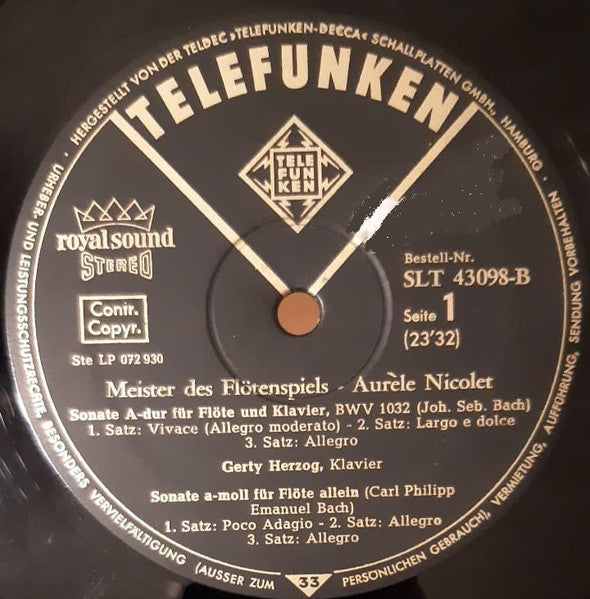 · HERGESTELLT VON DER TELDEC »TELEFUNKEN-DECCA« SCHALLPLATTEN GMBH., HAMBURG ·
TELEFUNKEN
TELE
FUN
KEN
royal sound
STEREO
Contr.
Copyr.
Ste LP 072 930
Bestell-Nr.
SLT 43098-B
Seite 1
(23'32)
Meister des Flötenspiels - Aurèle Nicolet
Sonate A-dur für Flöte und Klavier, BWV 1032 (Joh. Seb. Bach)
1. Satz: Vivace (Allegro moderato) - 2. Satz: Largo e dolce
3. Satz: Allegro
Gerty Herzog, Klavier
Sonate a-moll für Flöte allein (Carl Philipp
Emanuel Bach)
1. Satz: Poco Adagio - 2. Satz: Allegro
3. Satz: Allegro
URHEBER- UND LEISTUNGSSCHUTZRECHTE, BESONDERS VERVIELFÄLTIGUNG (AUSSER ZUM PERSÖNLICHEN GEBRAUCH), VERMIETUNG, AUFFÜHRUNG, SENDUNG VORBEHALTEN
33